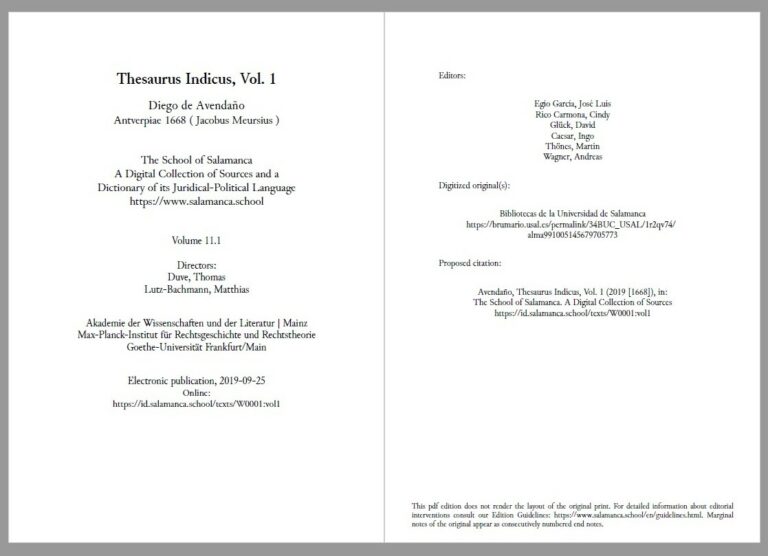 Thesaurus Indicus, Vol. 1
Diego de Avendaño
Antverpiae 1668 ( Jacobus Meursius )
The School of Salamanca
A Digital Collection of Sources and a
Dictionary of its Juridical-Political Language
https://www.salamanca.school
Volume 11.1
Directors:
Duve, Thomas
Lutz-Bachmann, Matthias
Akademie der Wissenschaften und der Literatur | Mainz
Max-Planck-Institut für Rechtsgeschichte und Rechtstheorie
Goethe-Universität Frankfurt/Main
Electronic publication, 2019-09-25
Online:
https://id.salamanca.school/texts/W0001:vol1
Editors:
Egío García, José Luis
Rico Carmona, Cindy
Glück, David
Caesar, Ingo
Thönes, Martin
Wagner, Andreas
Digitized original(s):
Bibliotecas de la Universidad de Salamanca
https://brumario.usal.es/permalink/34BUC_USAL/1r2qv74/
alma991005145679705773
Proposed citation:
Avendaño, Thesaurus Indicus, Vol. 1 (2019 [1668]), in:
The School of Salamanca. A Digital Collection of Sources
https://id.salamanca.school/texts/W0001:vol1
This pdf edition does not render the layout of the original print. For detailed information about editorial
interventions consult our Edition Guidelines: https://www.salamanca.school/en/guidelines.html. Marginal
notes of the original appear as consecutively numbered end notes.